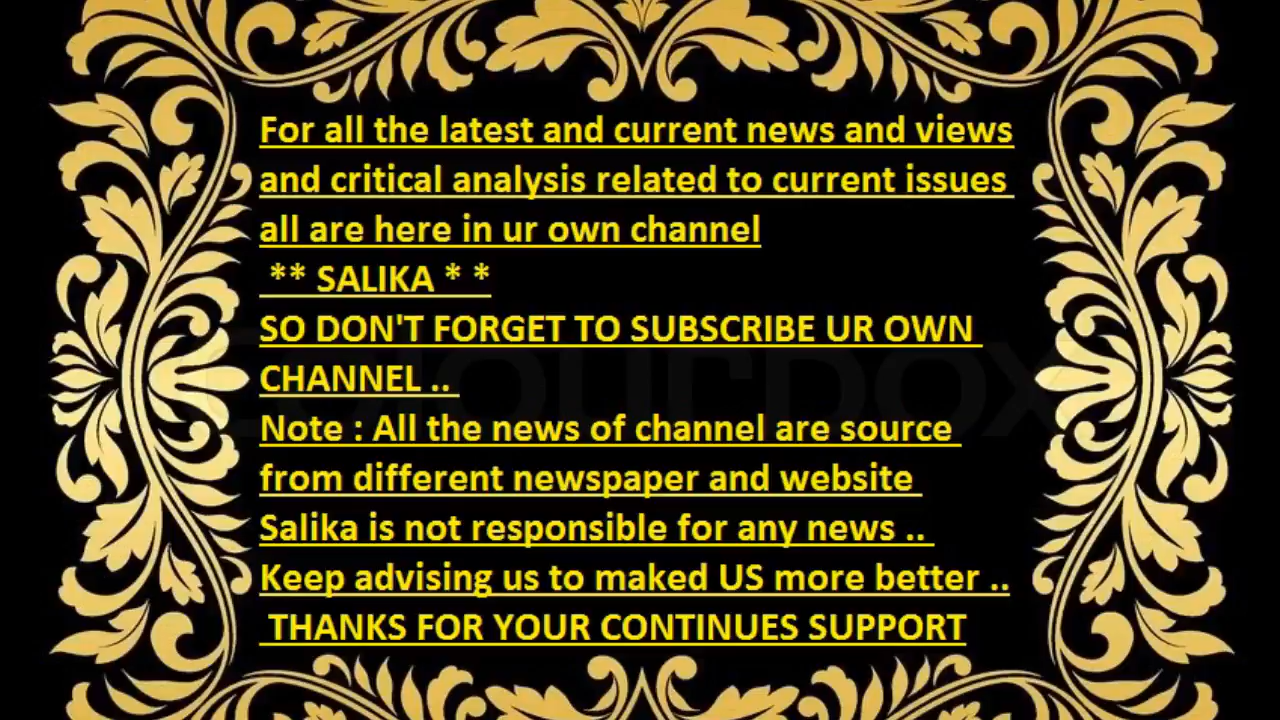 For all the latest and current news and views
and critical analysis related to current issues
all are here in ur own channel
** SALIKA * *
SO DON'T FORGET TO SUBSCRIBE UR OWN
CHANNEL ..
Note : All the news of channel are source
from different newspaper and website
Salika is not responsible for any news ..
Keep advising us to maked US more better ..
THANKS FOR YOUR CONTINUES SUPPORT